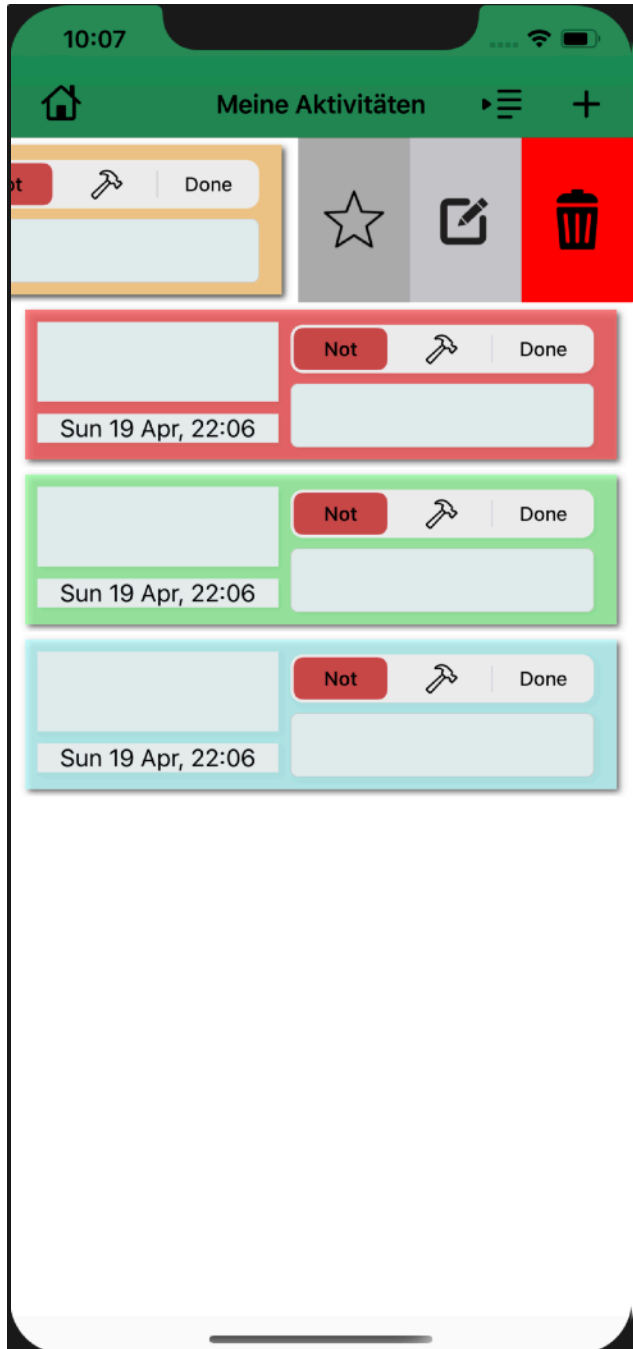 10:07
Meine Aktivitäten
Done
Not Done
Sun 19 Apr, 22:06
Not Done
Sun 19 Apr, 22:06
Not Done
Sun 19 Apr, 22:06